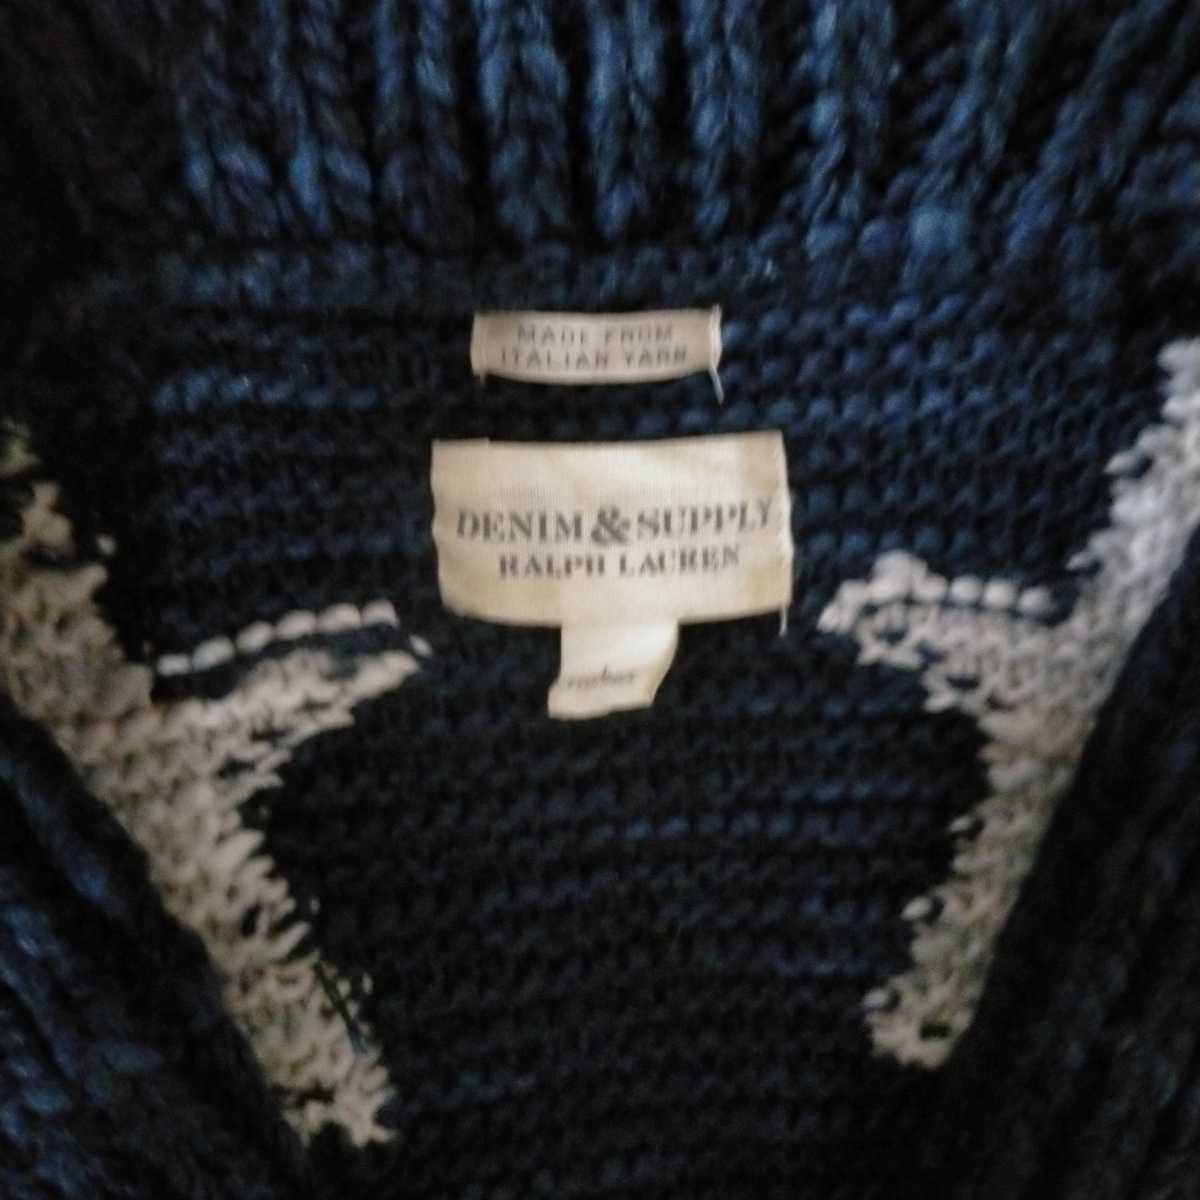 MADE FROM
ITALIAN YARN
DENIM & SUPPLY
RALPH LAUREN